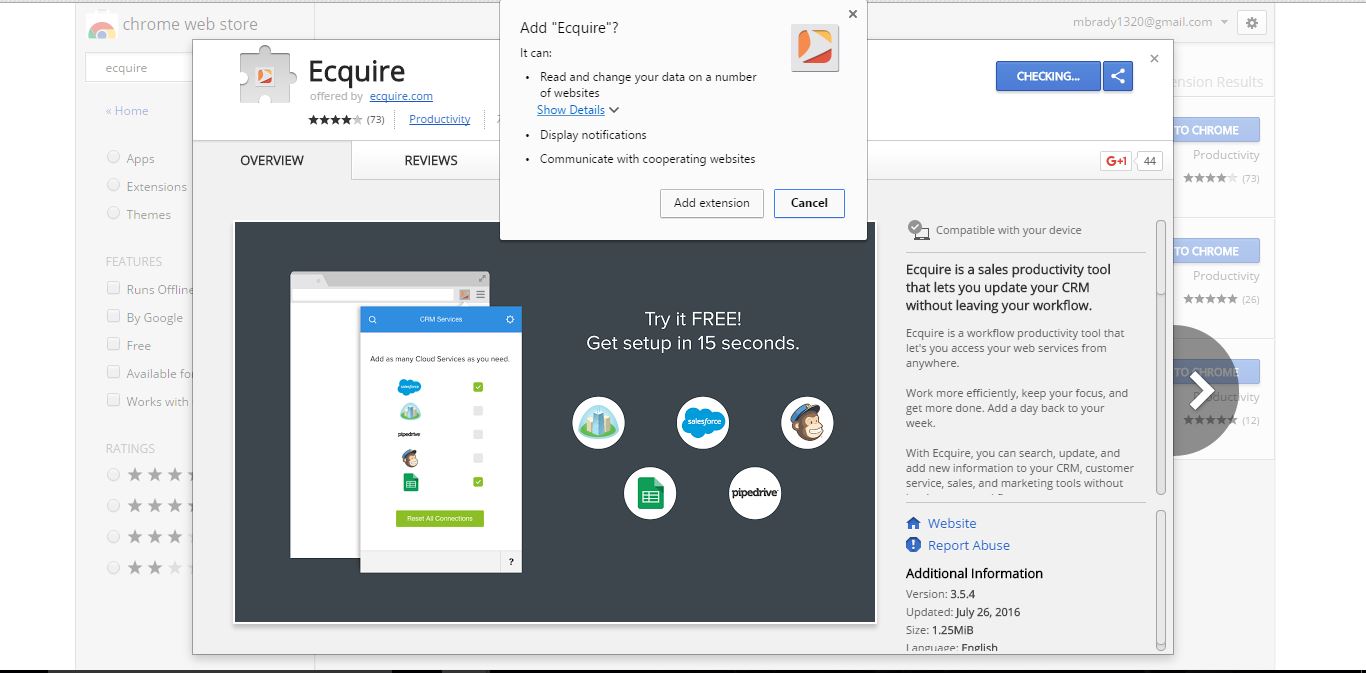 chrome web store
mbrady1320@gmail.com
ecquire
« Home
Apps
Extensions
Themes
FEATURES
Runs Offline
By Google
Free
Available fo
Works with
RATINGS
Ecquire
offered by ecquire.com
(73) Productivity
CHECKING...
OVERVIEW
REVIEWS
G+1 44
Add "Ecquire"?
It can:
• Read and change your data on a number
of websites
Show Details
• Display notifications
• Communicate with cooperating websites
Add extension
Cancel
CRM Services
Add as many Cloud Services as you need.
salesforce
pipedrive
Reset All Connections
?
Try it FREE!
Get setup in 15 seconds.
salesforce
pipedrive
Compatible with your device
Ecquire is a sales productivity tool
that lets you update your CRM
without leaving your workflow.
Ecquire is a workflow productivity tool that
let's you access your web services from
anywhere.
Work more efficiently, keep your focus, and
get more done. Add a day back to your
week.
With Ecquire, you can search, update, and
add new information to your CRM, customer
service, sales, and marketing tools without
Website
Report Abuse
Additional Information
Version: 3.5.4
Updated: July 26, 2016
Size: 1.25MiB
Language: English
ension Results
TO CHROME
Productivity
(73)
TO CHROME
Productivity
(26)
TO CHROME
Productivity
(12)